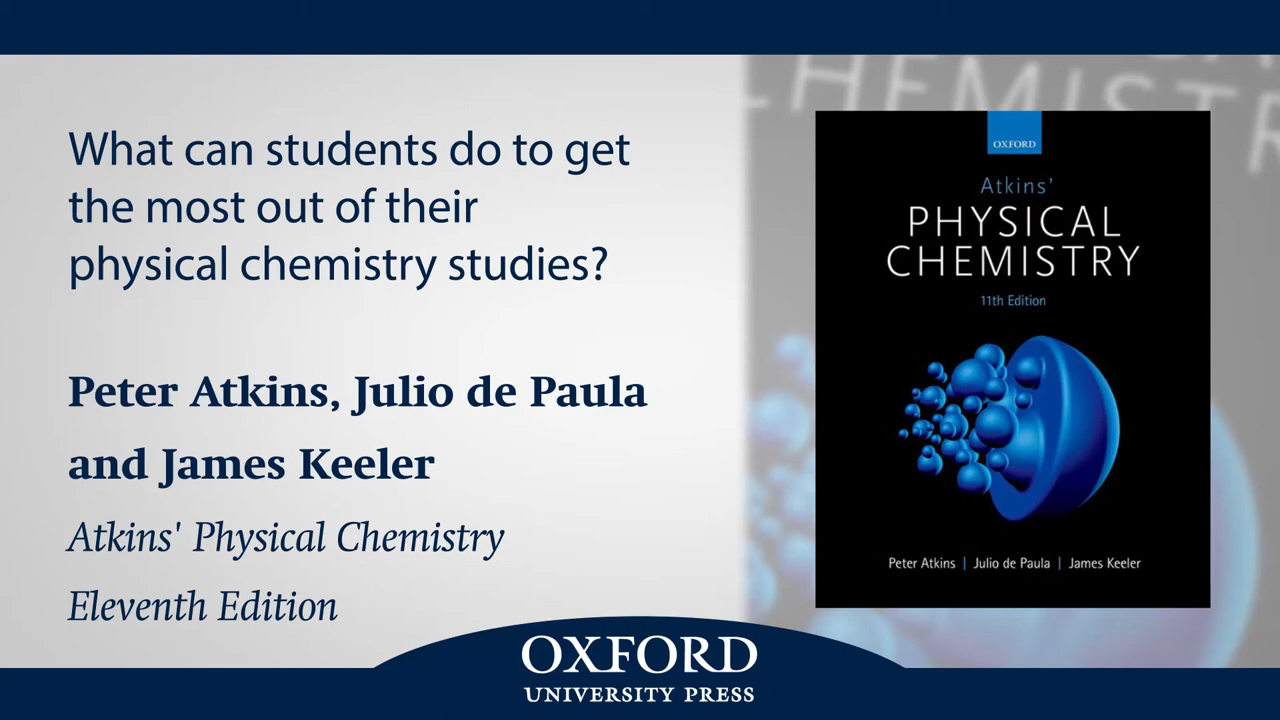 What can students do to get
the most out of their
physical chemistry studies?
Peter Atkins, Julio de Paula
and James Keeler
Atkins' Physical Chemistry
Eleventh Edition
OXFORD
Atkins’
PHYSICAL
CHEMISTRY
11th Edition
Peter Atkins | Julio de Paula | James Keeler
OXFORD
UNIVERSITY PRESS